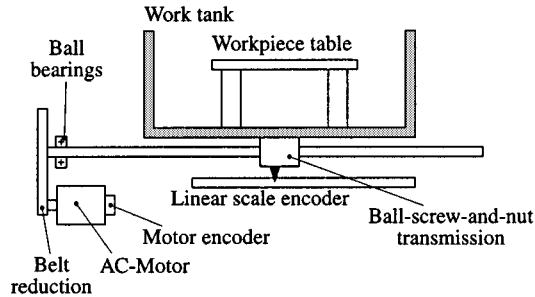 Work tank
Workpiece table
Ball
bearings
Linear scale encoder
Ball-screw-and-nut
transmission
Motor encoder
AC-Motor
Belt
reduction